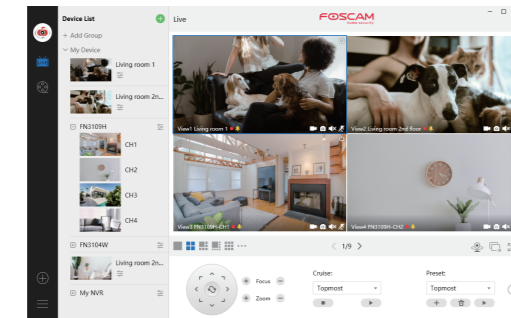 Device List
Live
FOSCAM
home security
+ Add Group
My Device
Living room 1
Living room 2n...
FN3109H
CH1
CH2
CH3
CH4
FN3104W
Living room 2n...
My NVR
View1 Living room 1
View2 Living room 2nd floor
View3 FN3109H-CH1
View4 FN3109H-CH2
1/9
Focus
Zoom
Cruise:
Topmost
Preset:
Topmost